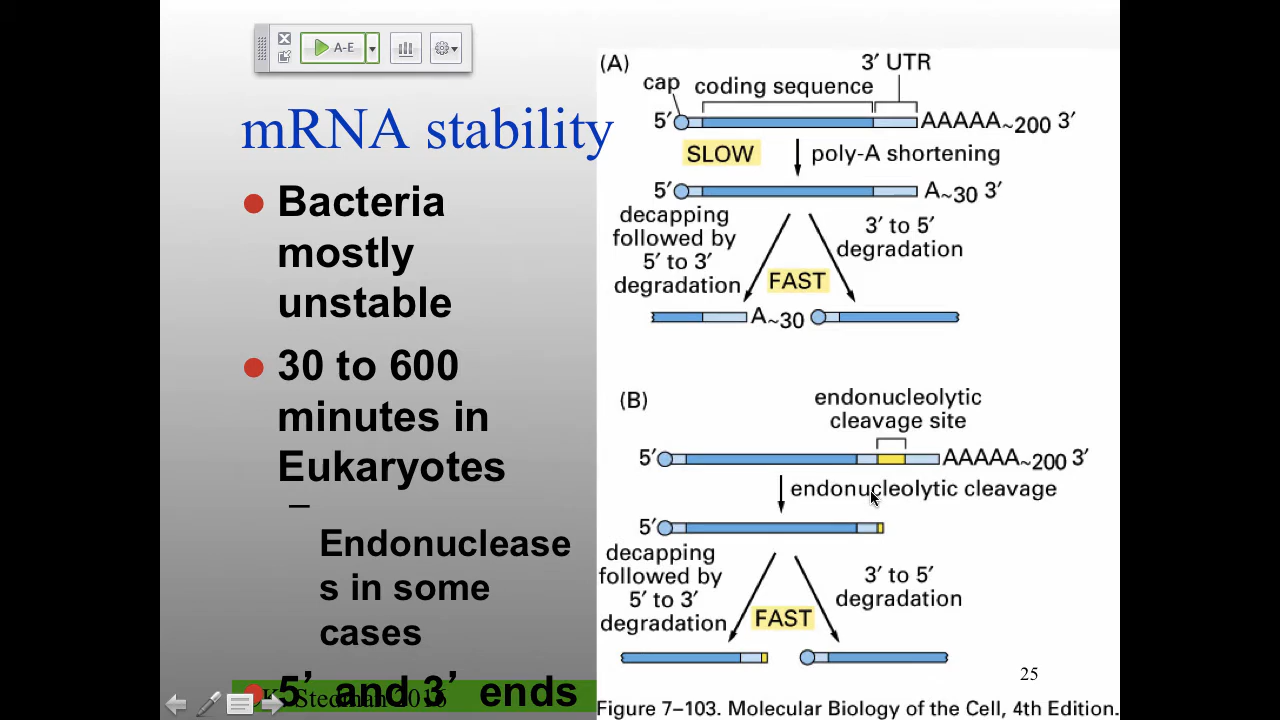 A-E
mRNA stability
Bacteria
mostly
unstable
30 to 600
minutes in
Eukaryotes
–
Endonuclease
s in some
cases
5’ and 3’ ends
K. Stedman 2016
(A)
3′ UTR
cap
coding sequence
5′
AAAAA~200 3′
SLOW
poly-A shortening
5′
A~30 3′
decapping
followed by
5′ to 3′
degradation
3′ to 5′
degradation
FAST
A~30
(B)
endonucleolytic
cleavage site
5′
AAAAA~200 3′
endonucleolytic cleavage
5′
decapping
followed by
5′ to 3′
degradation
3′ to 5′
degradation
FAST
25
Figure 7–103. Molecular Biology of the Cell, 4th Edition.